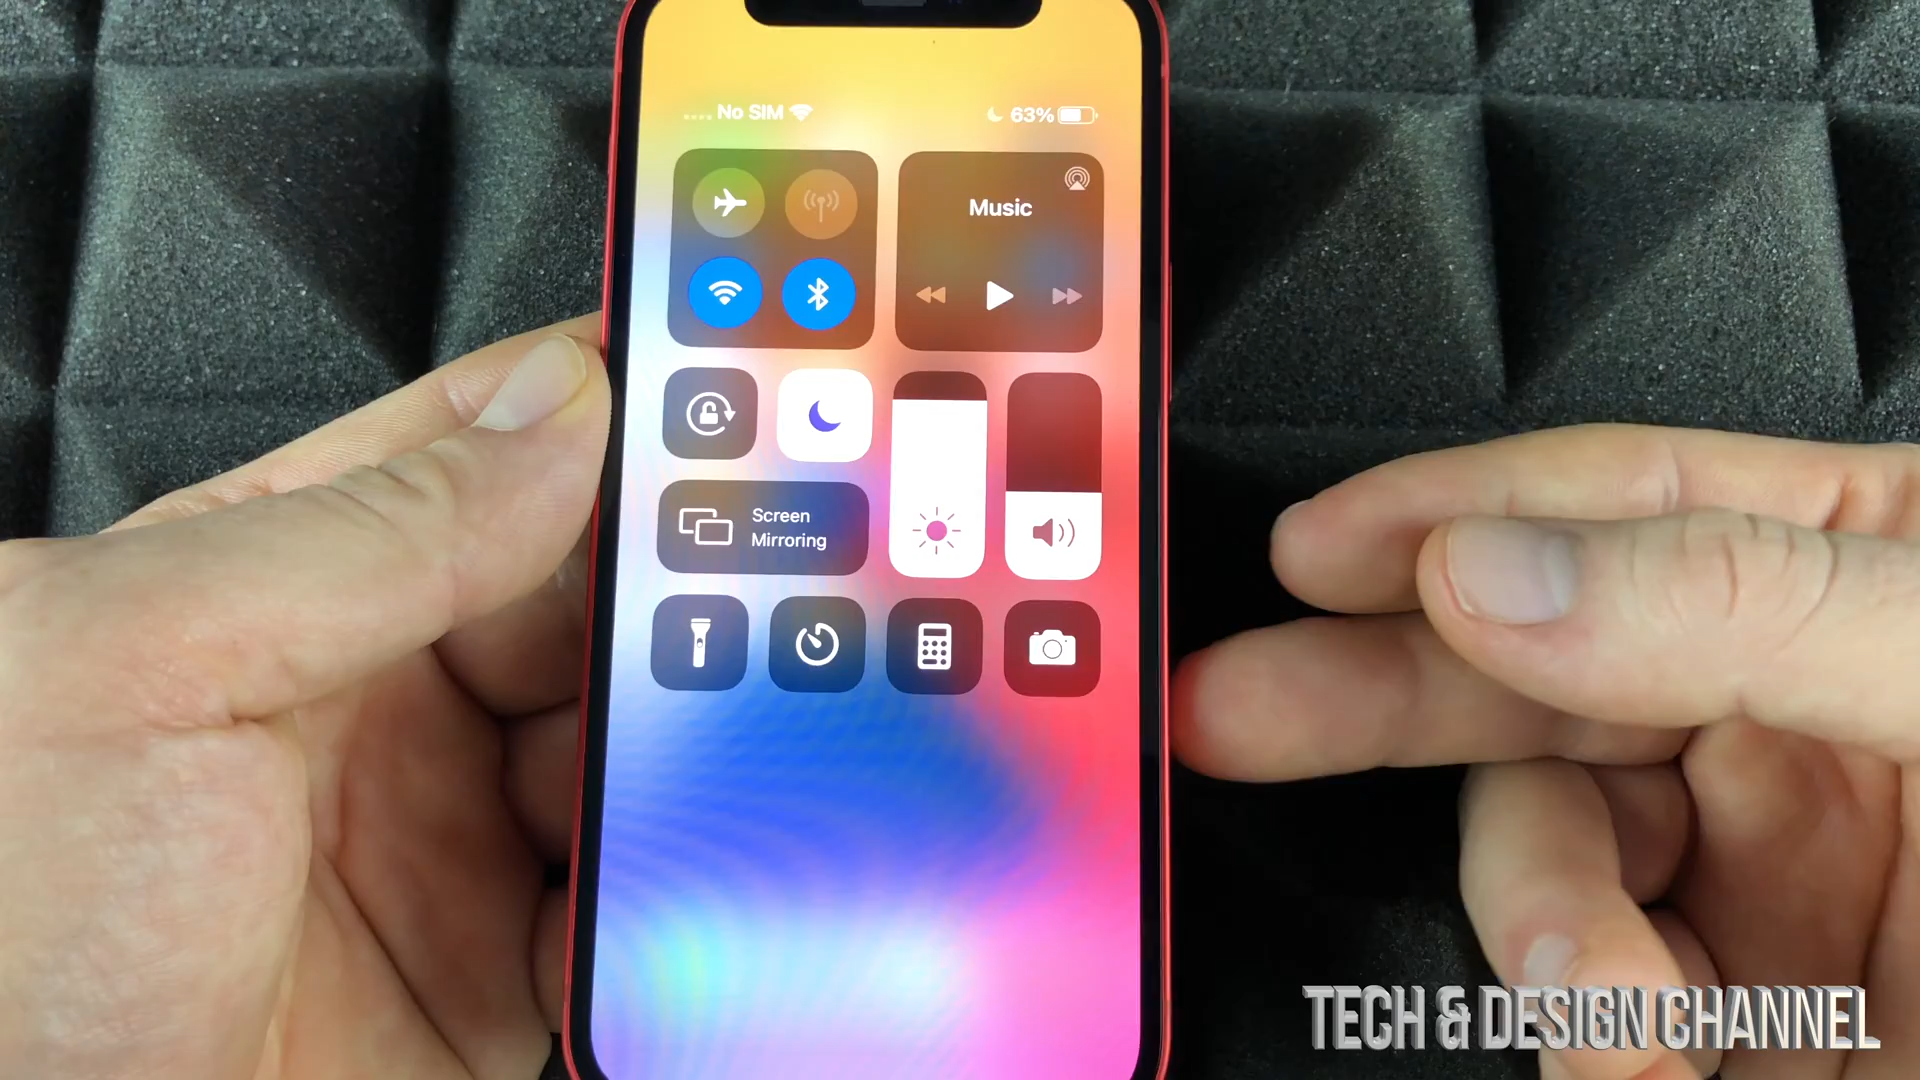 No SIM
63%
Music
Screen
Mirroring
TECH & DESIGN CHANNEL